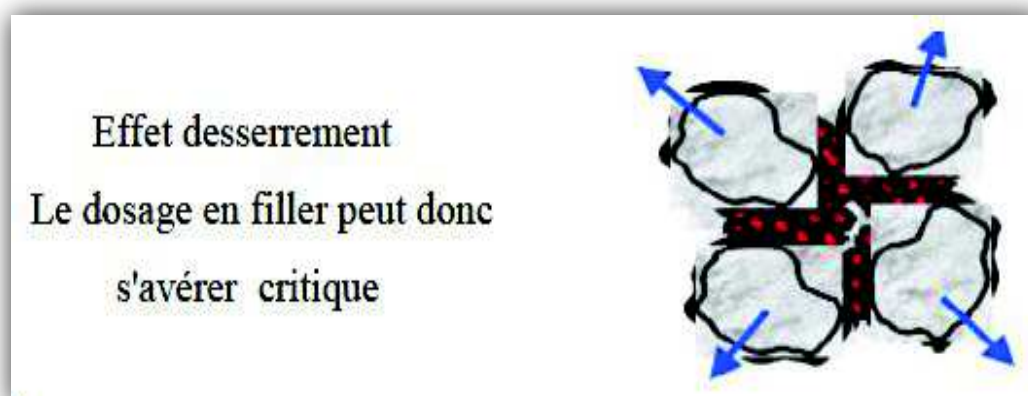 Effet desserrement
Le dosage en filler peut donc
s'avérer critique